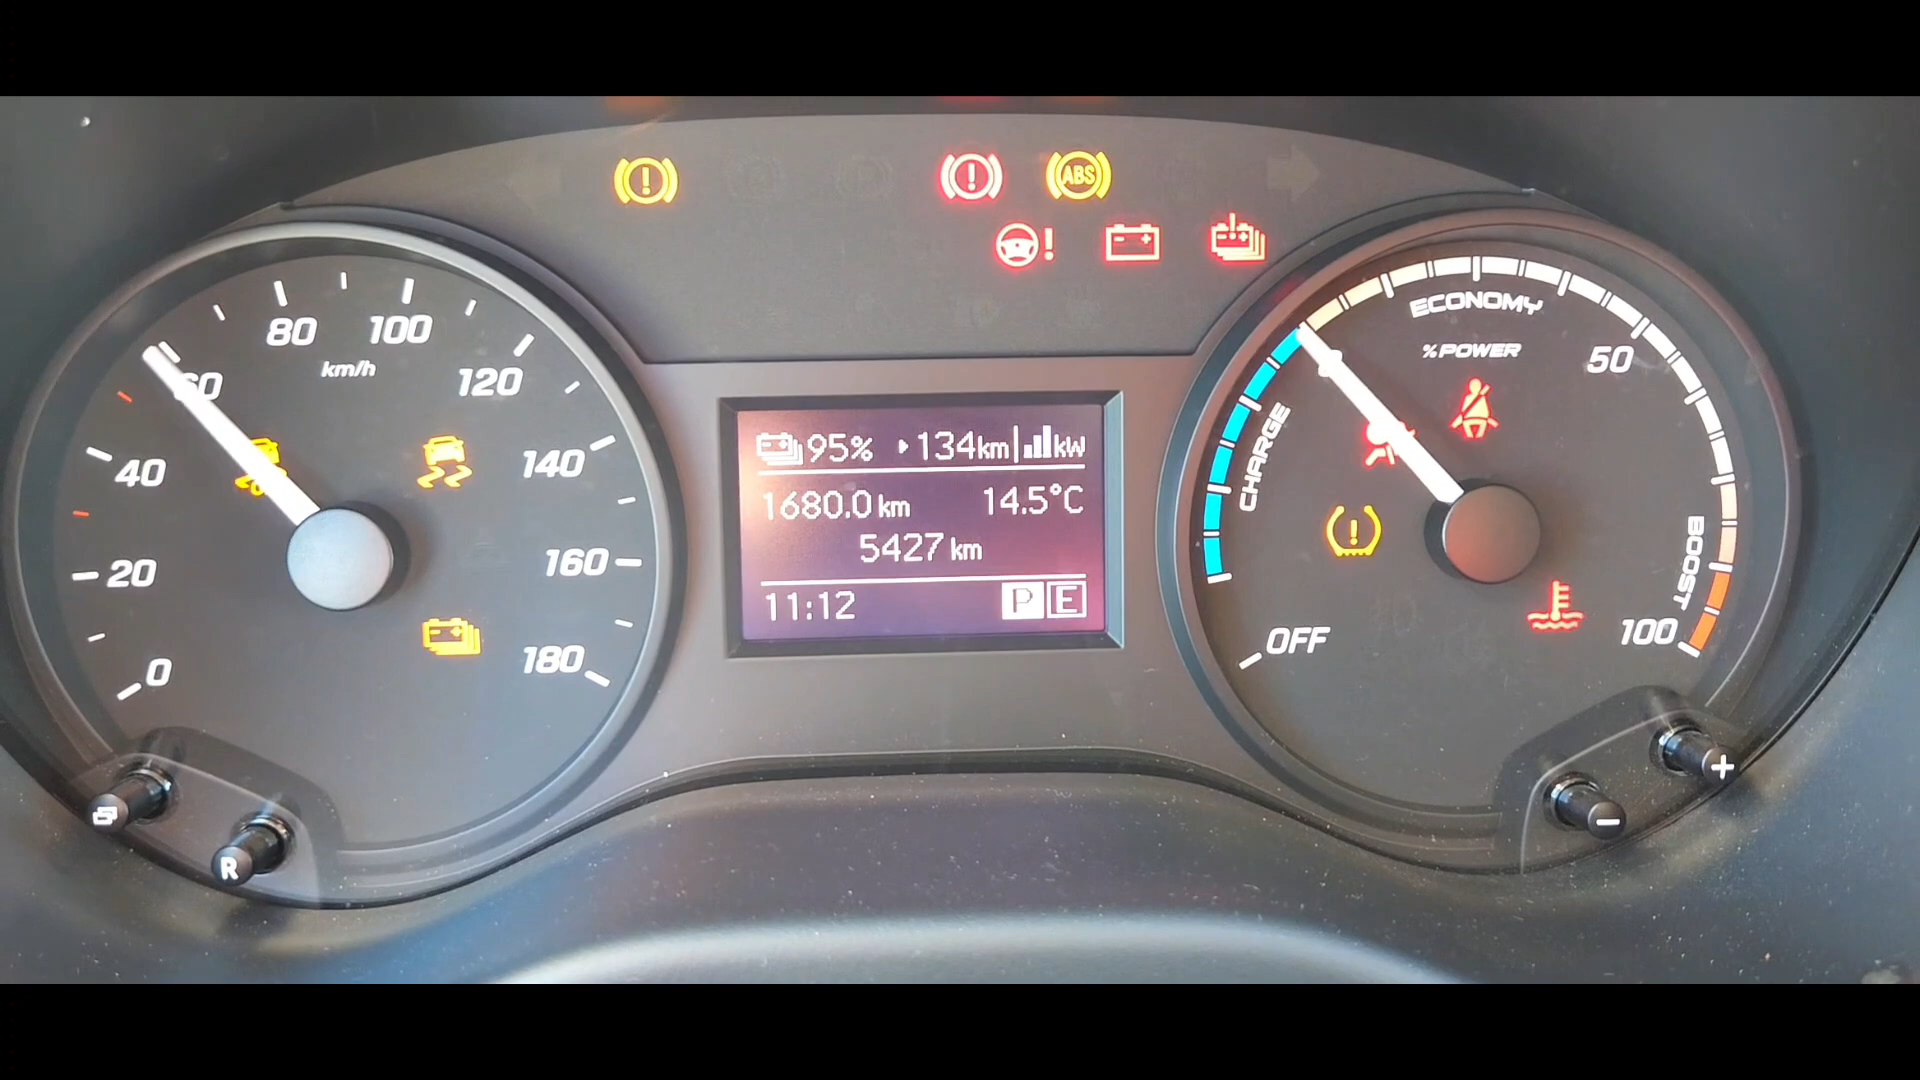 ABS
0
20
40
60
80
100
120
140
160
180
km/h
95% 134km kW
1680.0 km 14.5°C
5427 km
11:12 P E
ECONOMY
% POWER
50
CHARGE
BOOST
OFF
100
R
-
+